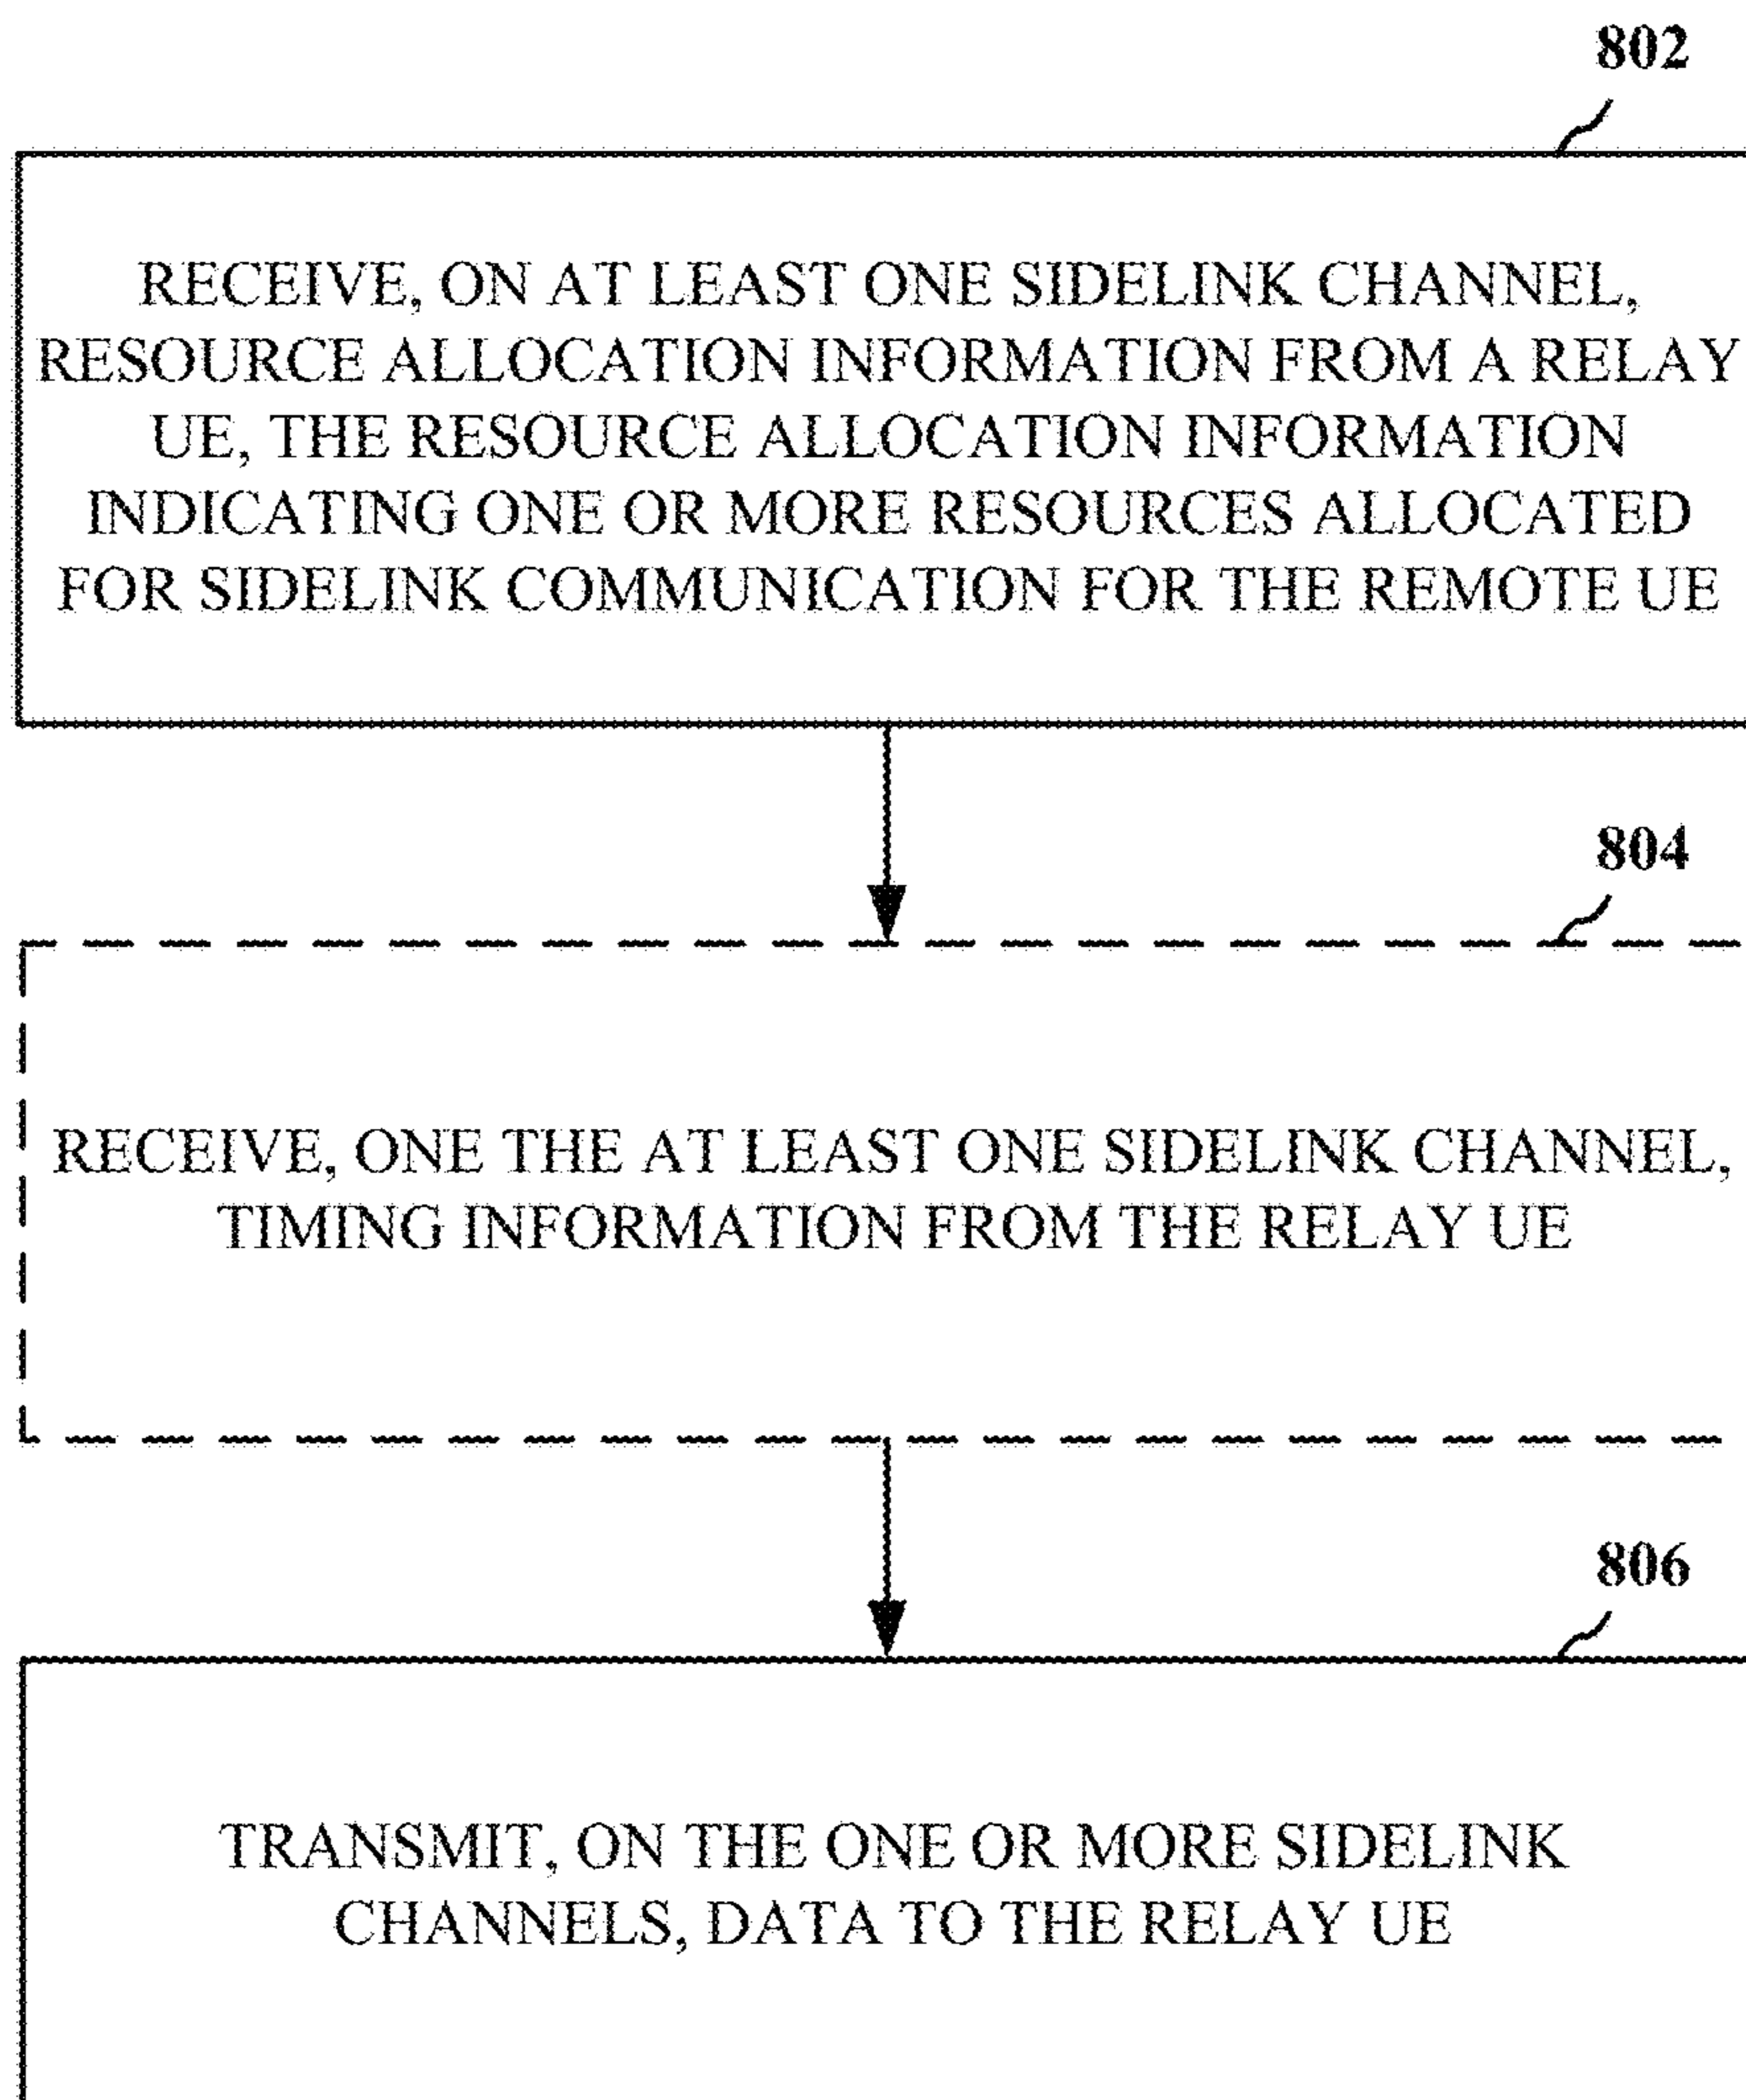 802
RECEIVE, ON AT LEAST ONE SIDELINK CHANNEL,
RESOURCE ALLOCATION INFORMATION FROM A RELAY
UE, THE RESOURCE ALLOCATION INFORMATION
INDICATING ONE OR MORE RESOURCES ALLOCATED
FOR SIDELINK COMMUNICATION FOR THE REMOTE UE
804
RECEIVE, ONE THE AT LEAST ONE SIDELINK CHANNEL,
TIMING INFORMATION FROM THE RELAY UE
806
TRANSMIT, ON THE ONE OR MORE SIDELINK
CHANNELS, DATA TO THE RELAY UE